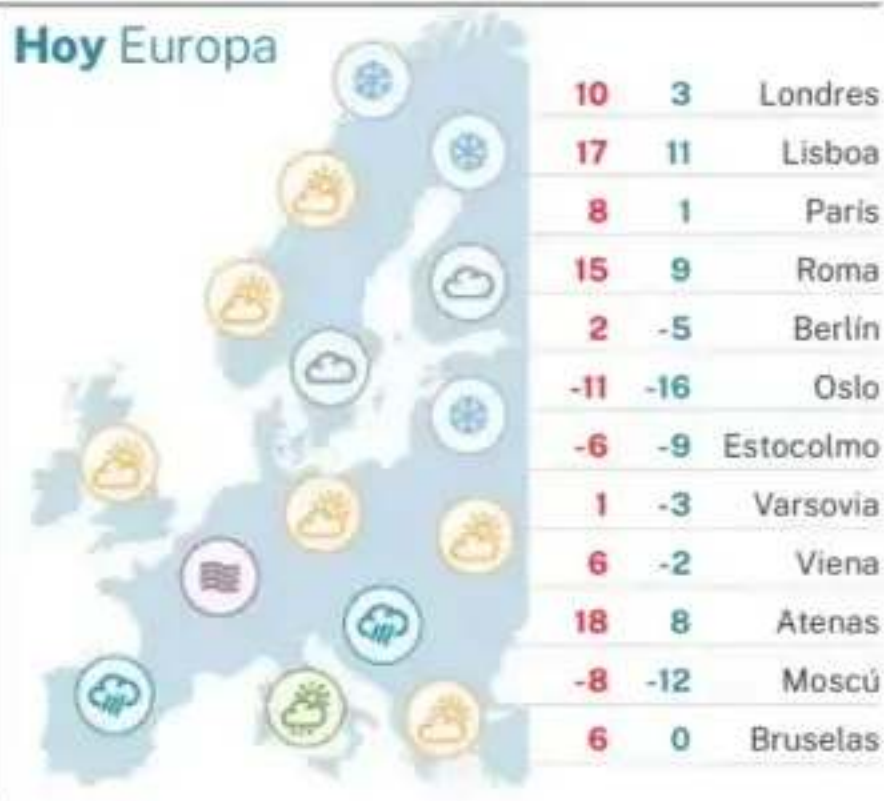 Hoy Europa
10 3 Londres
17 11 Lisboa
8 1 París
15 9 Roma
2 -5 Berlín
-11 -16 Oslo
-6 -9 Estocolmo
1 -3 Varsovia
6 -2 Viena
18 8 Atenas
-8 -12 Moscú
6 0 Bruselas